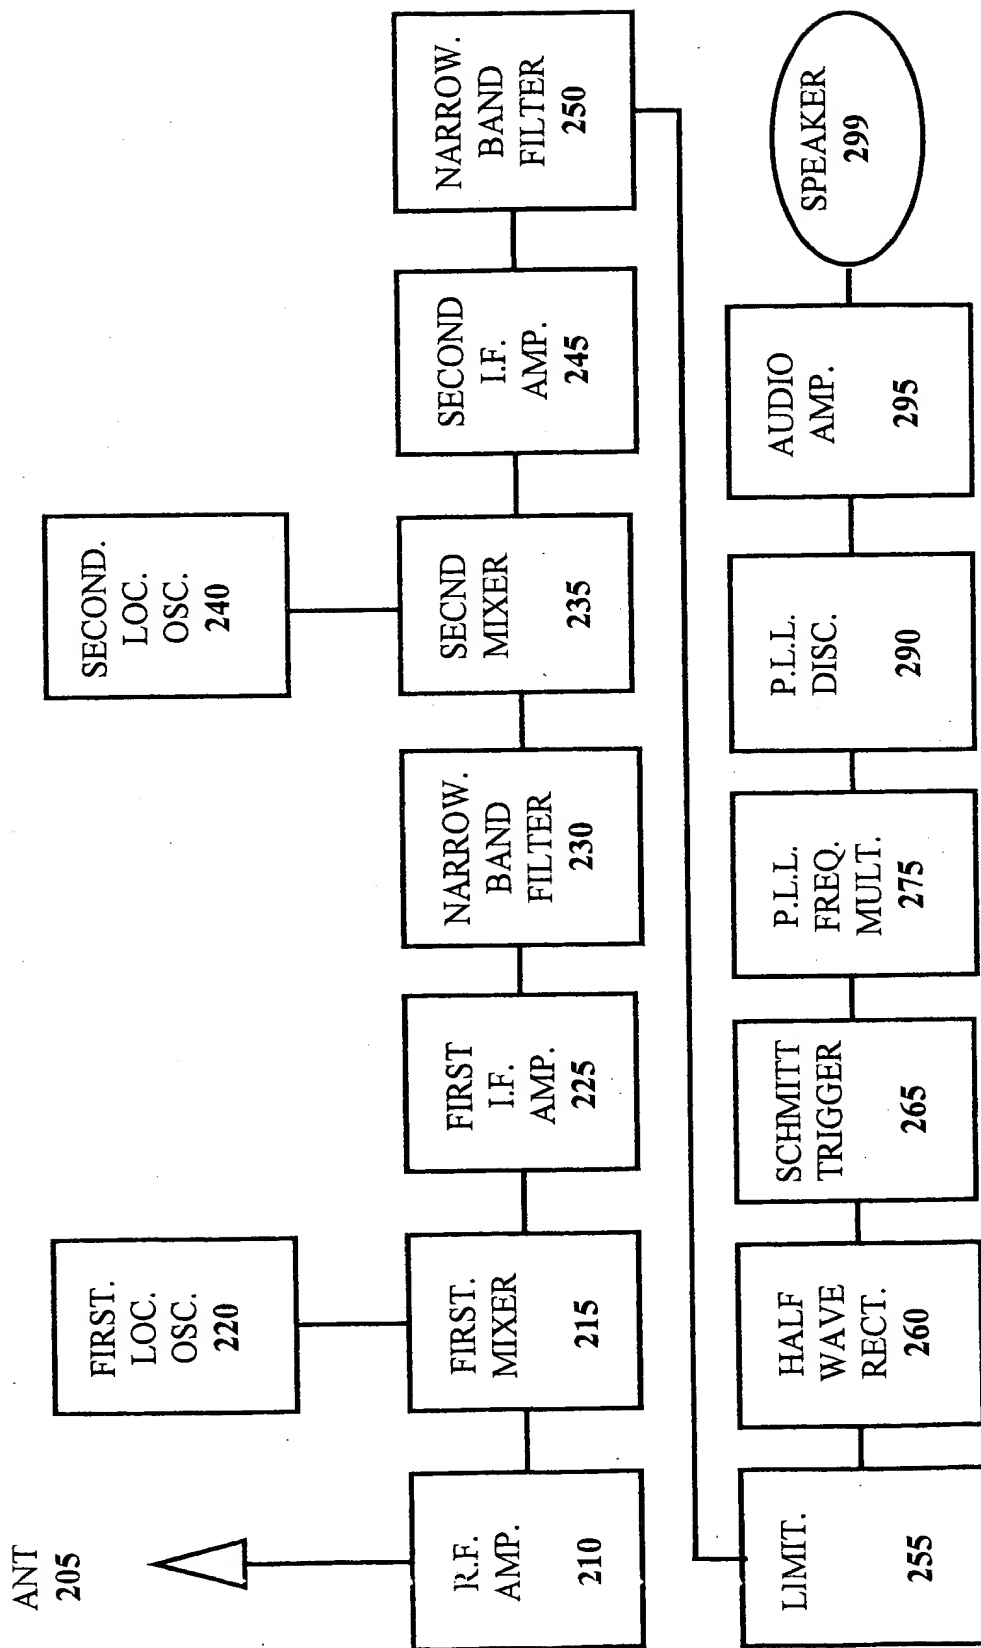 ANT
205
FIRST.
LOC.
OSC.
220
SECOND.
LOC.
OSC.
240
R.F.
AMP.
210
FIRST.
MIXER
215
FIRST
I.F.
AMP.
225
NARROW.
BAND
FILTER
230
SECND
MIXER
235
SECOND
I.F.
AMP.
245
NARROW.
BAND
FILTER
250
LIMIT.
255
HALF
WAVE
RECT.
260
SCHMITT
TRIGGER
265
P.L.L.
FREQ.
MULT.
275
P.L.L.
DISC.
290
AUDIO
AMP.
295
SPEAKER
299